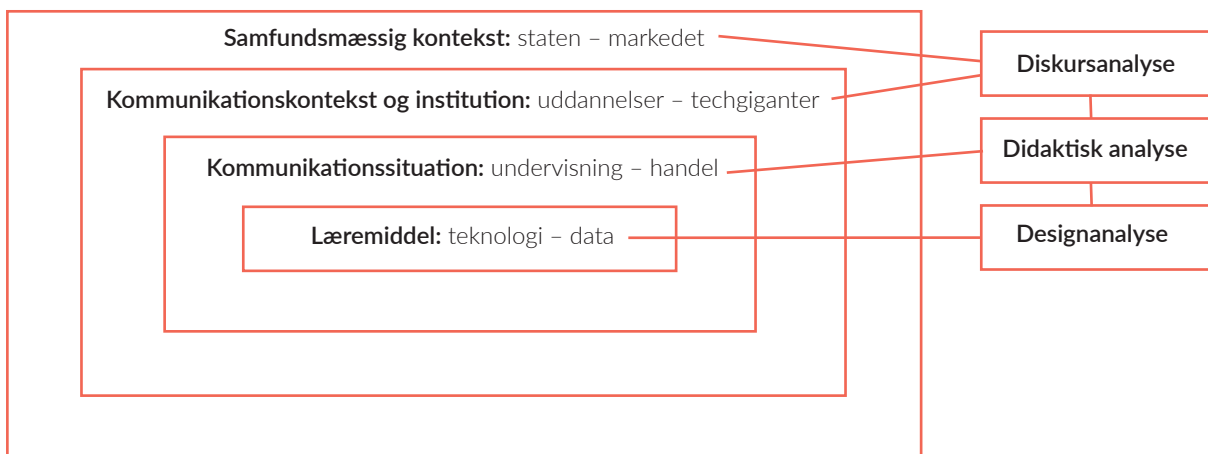 Samfundsmæssig kontekst: staten – markedet
Kommunikationskontekst og institution: uddannelser – techgiganter
Kommunikationssituation: undervisning – handel
Læremiddel: teknologi – data
Diskursanalyse
Didaktisk analyse
Designanalyse